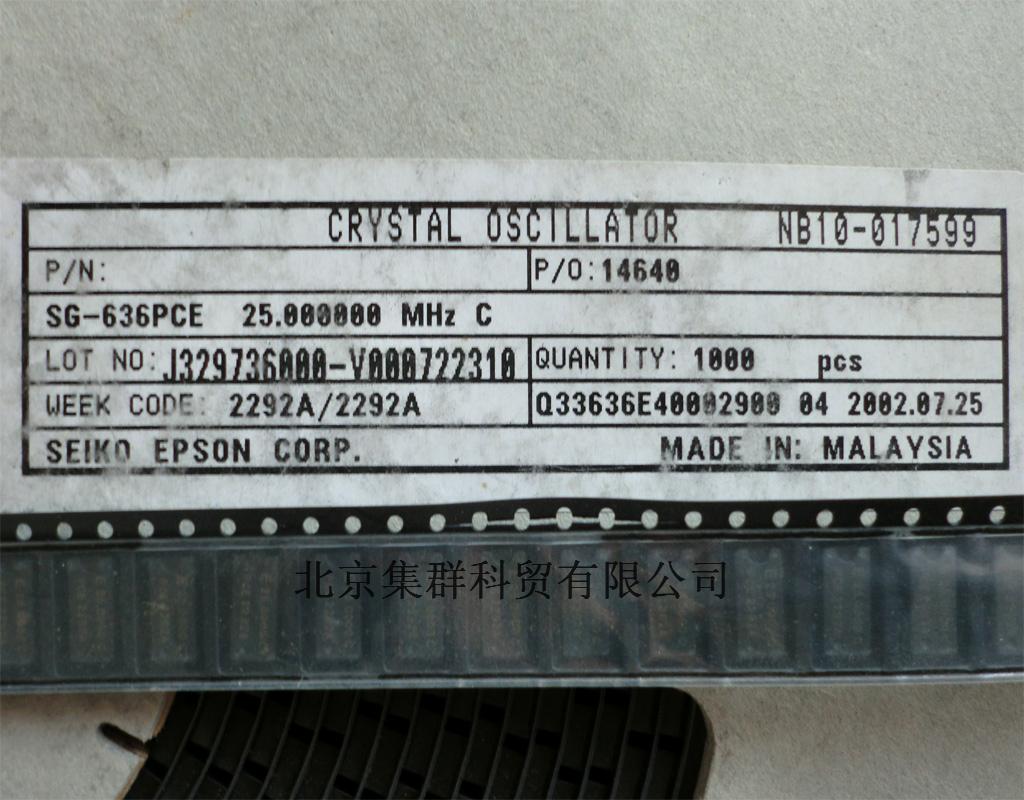 CRYSTAL OSCILLATOR NB10-017599
P/N: P/O:14640
SG-636PCE 25.000000 MHz C
LOT NO: J329736000-V000722310 QUANTITY: 1000 pcs
WEEK CODE: 2292A/2292A Q33636E40002900 04 2002.07.25
SEIKO EPSON CORP. MADE IN: MALAYSIA
北京集群科贸有限公司